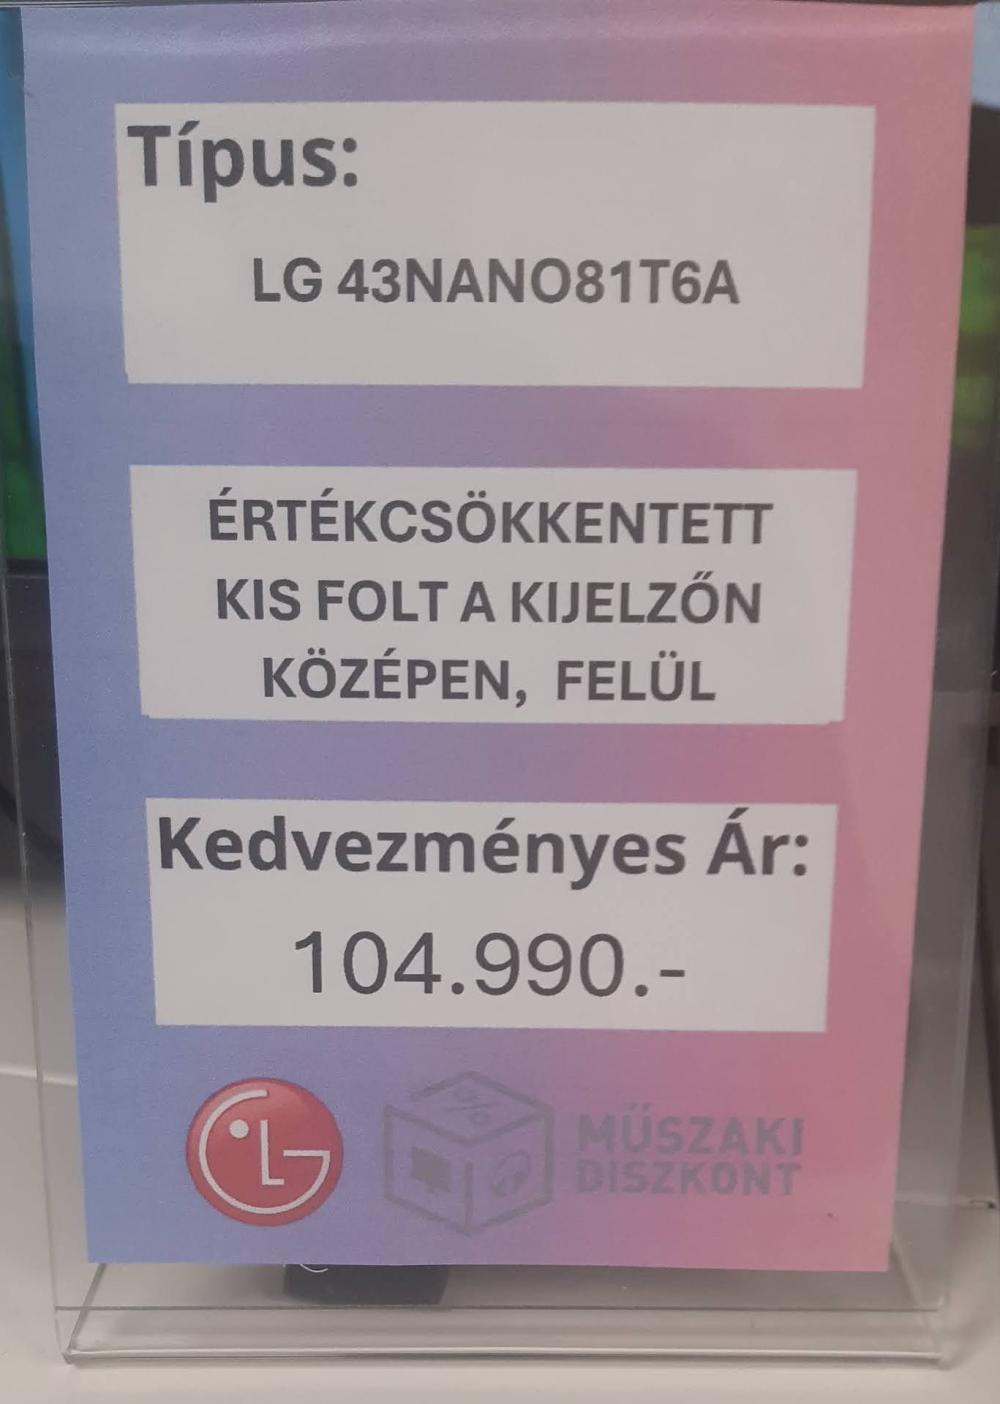 Típus:
LG 43NANO81T6A
ÉRTÉKCSÖKKENTETT
KIS FOLT A KIJELZŐN
KÖZÉPEN, FELÜL
Kedvezményes Ár:
104.990.-
LG
%
MŰSZAKI
DISZKONT